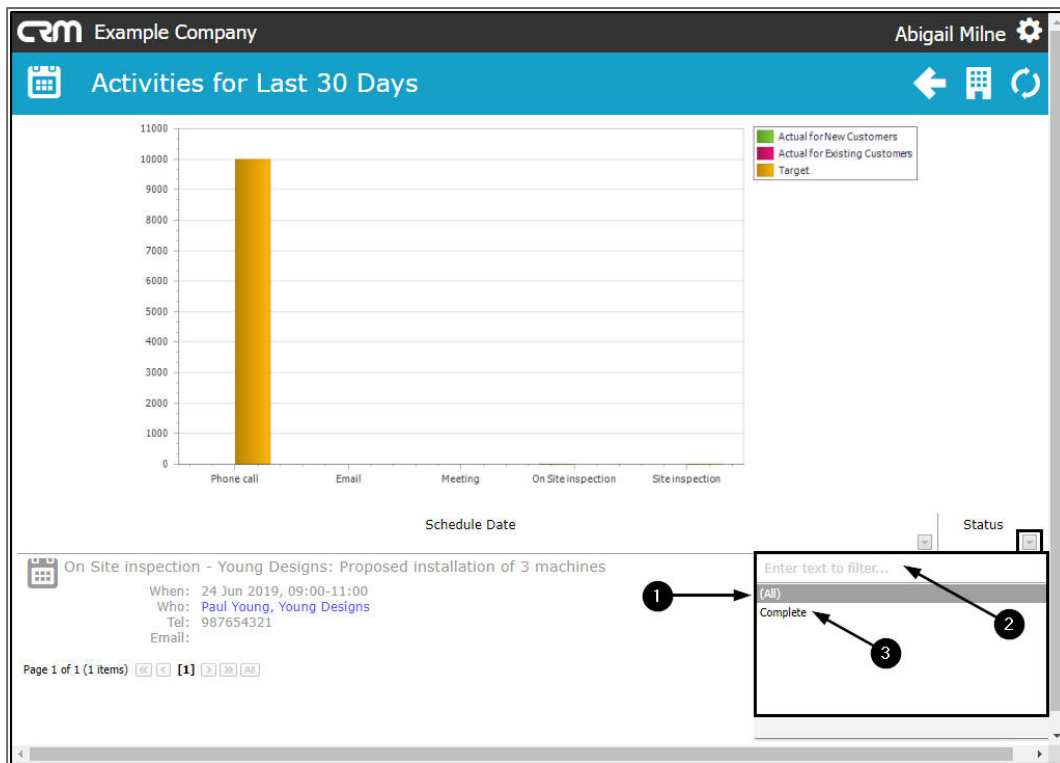 CRM Example Company
Abigail Milne
Activities for Last 30 Days
11000
10000
9000
8000
7000
6000
5000
4000
3000
2000
1000
0
Phone call
Email
Meeting
On Site inspection
Site inspection
Actual for New Customers
Actual for Existing Customers
Target
Schedule Date
Status
On Site inspection - Young Designs: Proposed installation of 3 machines
When: 24 Jun 2019, 09:00-11:00
Who: Paul Young, Young Designs
Tel: 987654321
Email:
Page 1 of 1 (1 items) « < [1] > » All
Enter text to filter...
(All)
Complete
1
2
3